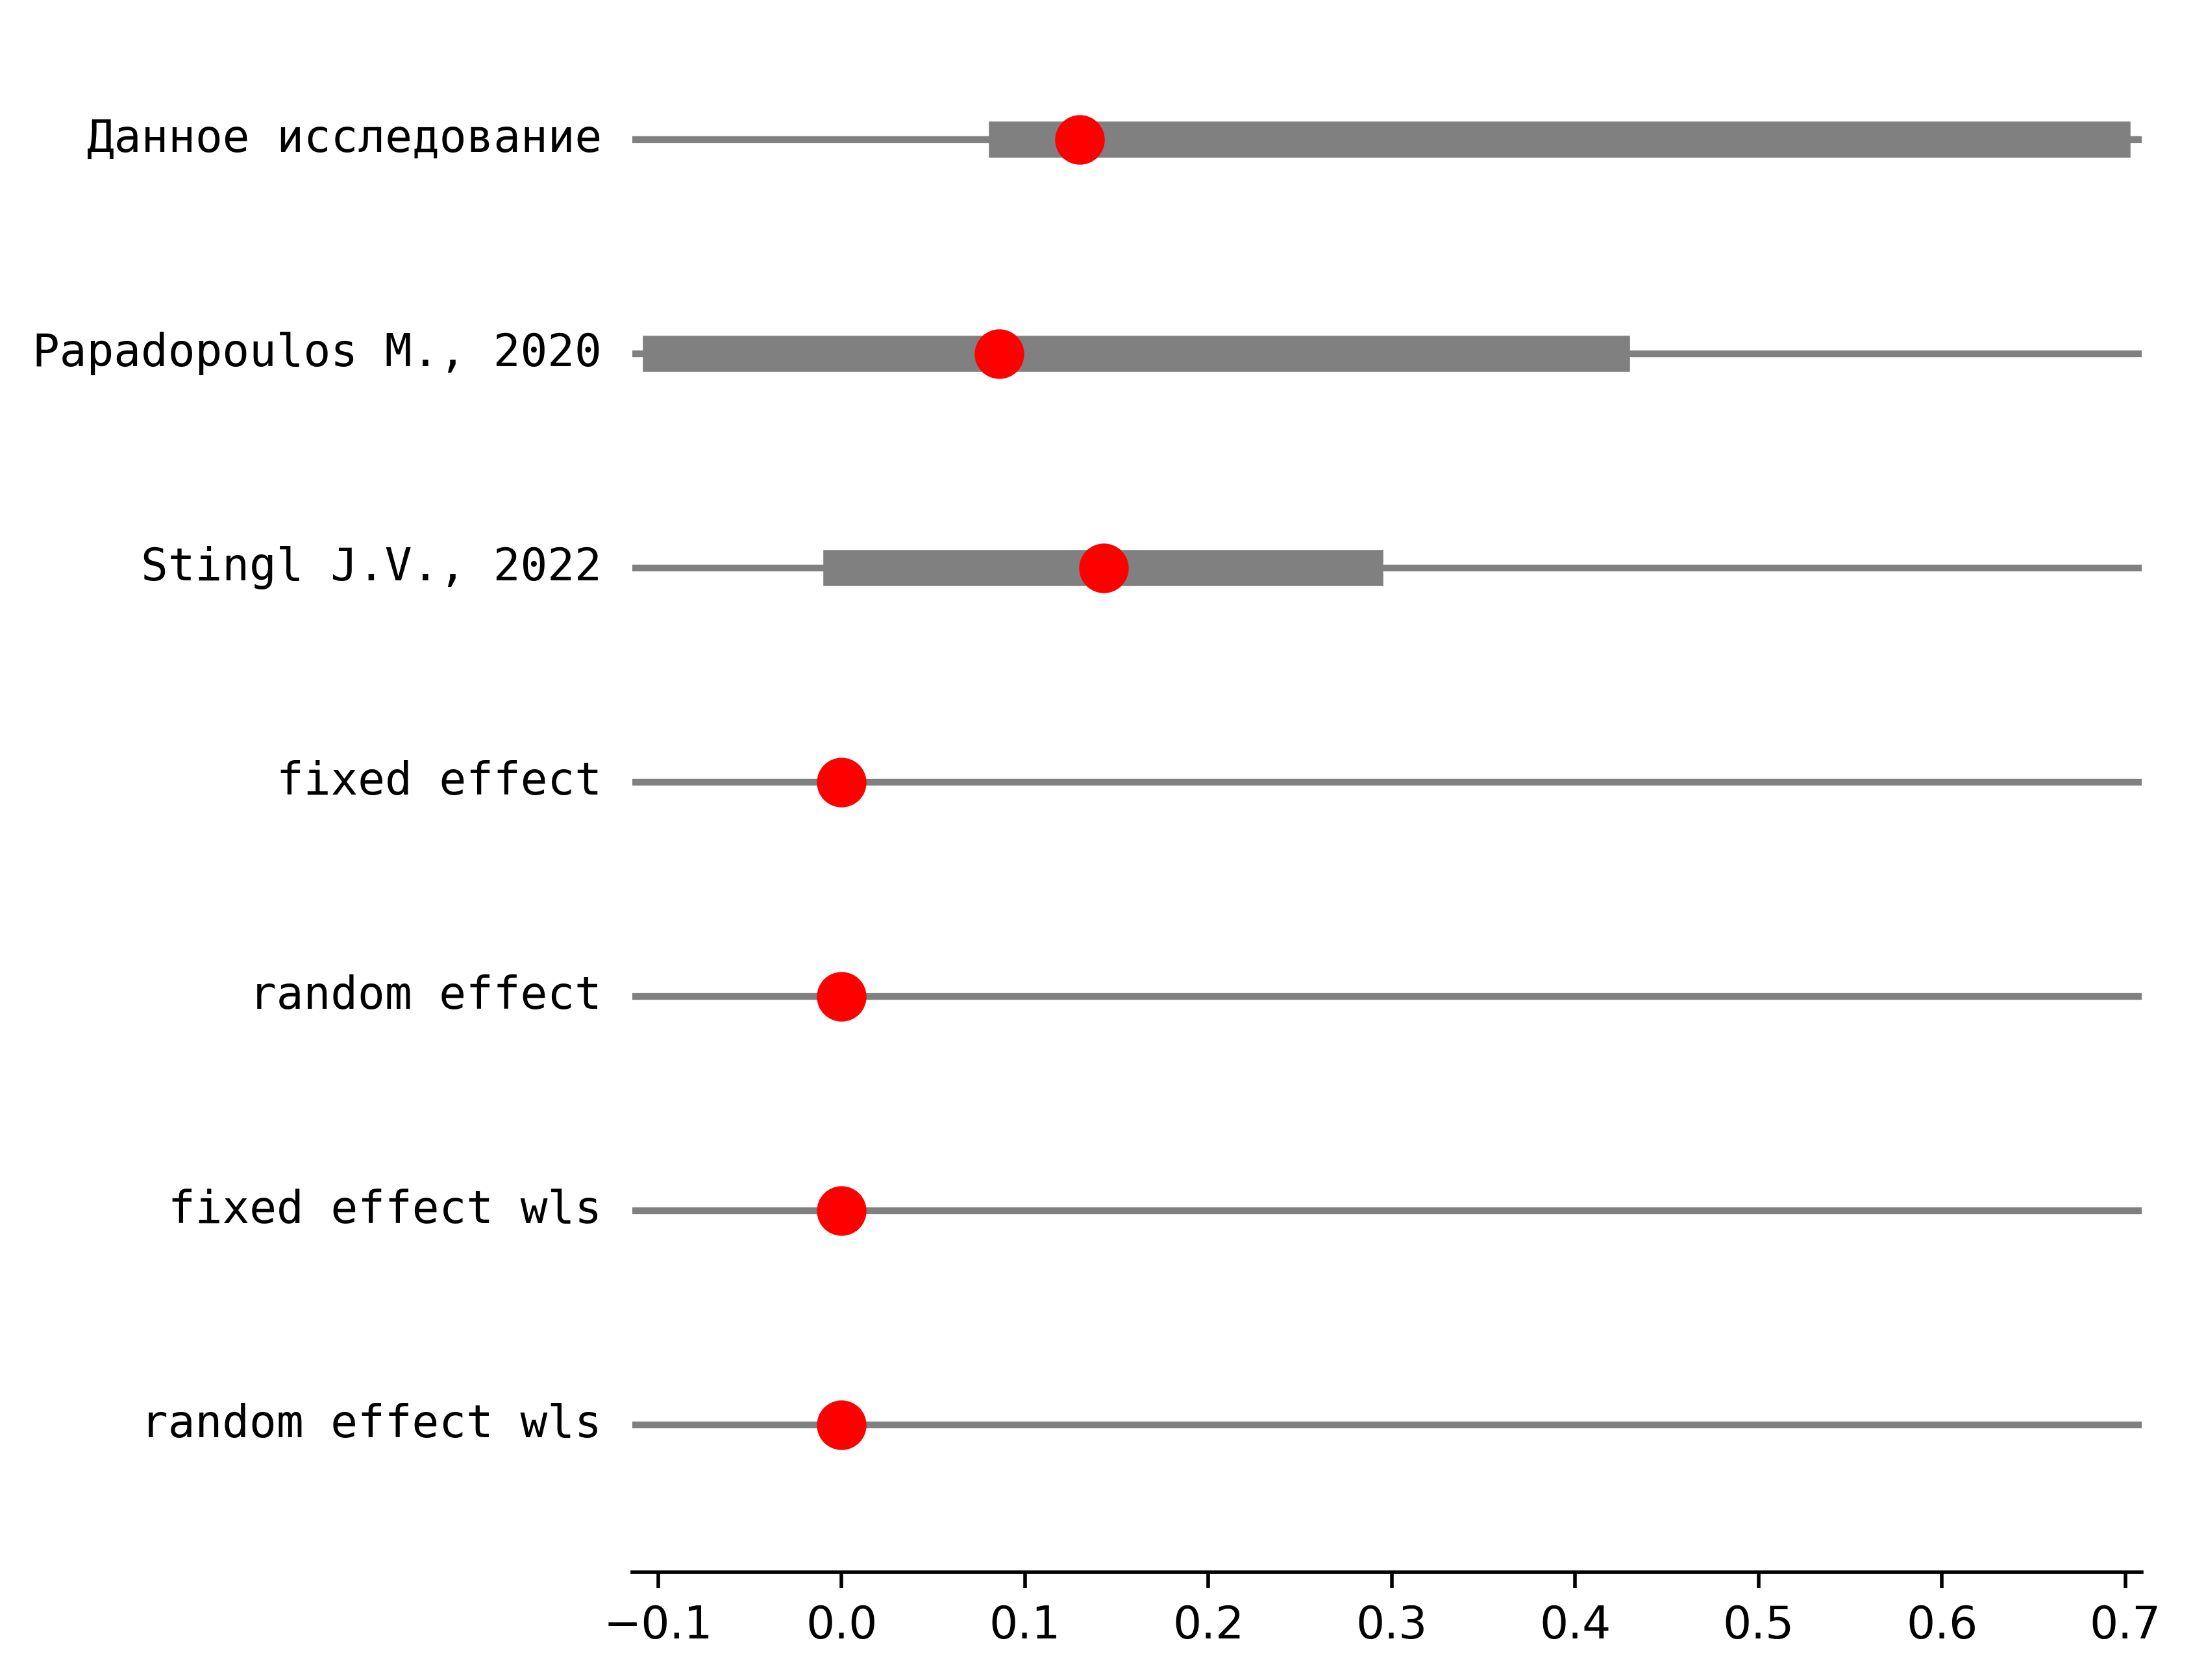 Данное исследование
Papadopoulos M., 2020
Stingl J.V., 2022
fixed effect
random effect
fixed effect wls
random effect wls
−0.1 0.0 0.1 0.2 0.3 0.4 0.5 0.6 0.7